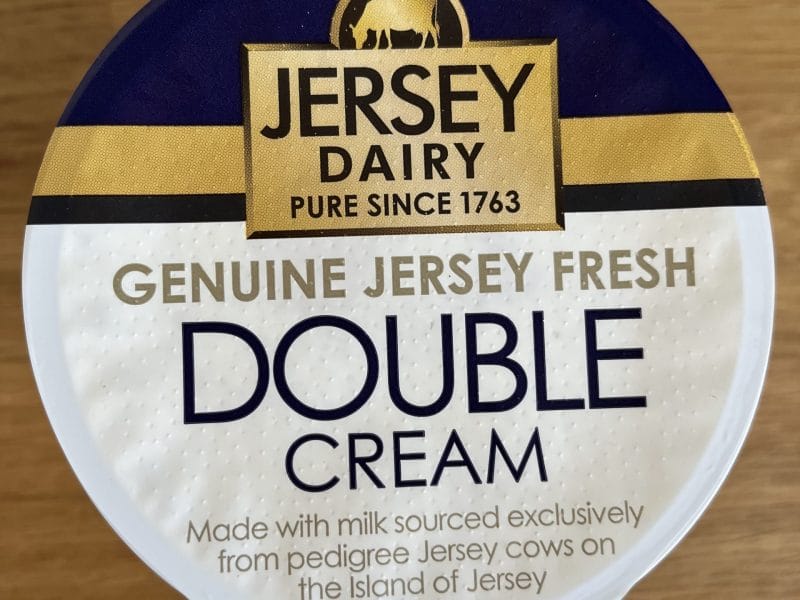 JERSEY
DAIRY
PURE SINCE 1763
GENUINE JERSEY FRESH
DOUBLE
CREAM
Made with milk sourced exclusively
from pedigree Jersey cows on
the Island of Jersey